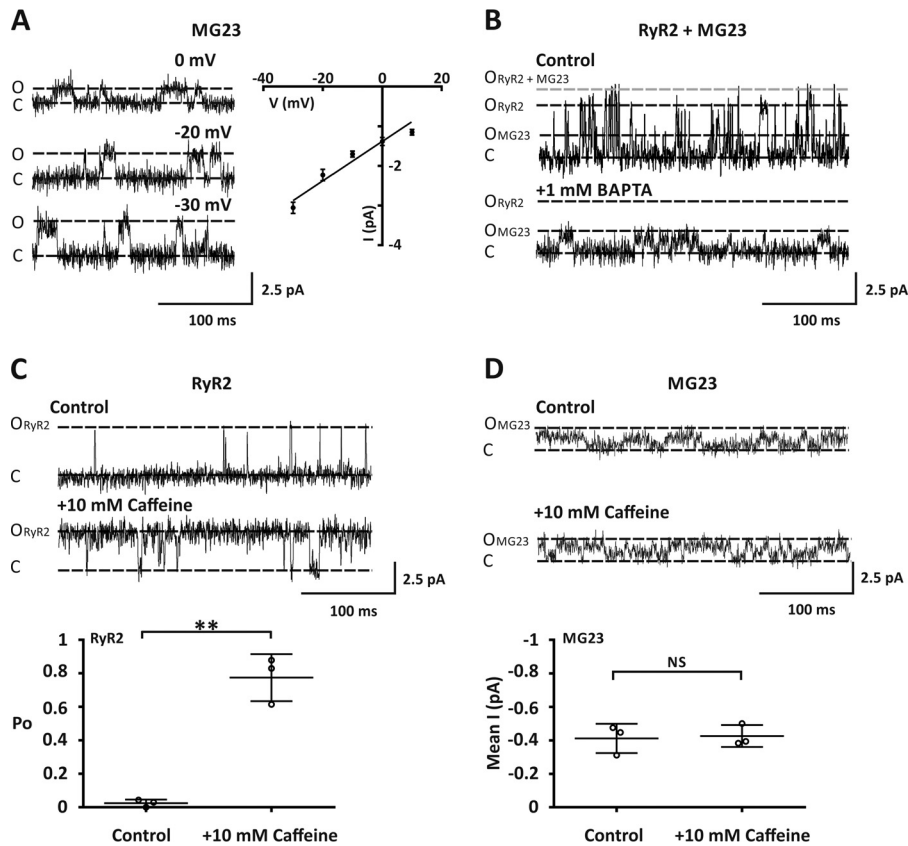 A
MG23
0 mV
O
C
-20 mV
O
C
-30 mV
O
C
2.5 pA
100 ms
-40 -20 0 20
V (mV)
-2
I (pA)
-4
B
RyR2 + MG23
Control
ORyR2 + MG23
ORyR2
OMG23
C
+1 mM BAPTA
ORyR2
OMG23
C
2.5 pA
100 ms
C
RyR2
Control
ORyR2
C
+10 mM Caffeine
ORyR2
C
2.5 pA
100 ms
1
RyR2
**
0.8
0.6
Po
0.4
0.2
0
Control +10 mM Caffeine
D
MG23
Control
OMG23
C
+10 mM Caffeine
OMG23
C
2.5 pA
100 ms
-1
MG23
NS
-0.8
-0.6
Mean I (pA)
-0.4
-0.2
0
Control +10 mM Caffeine